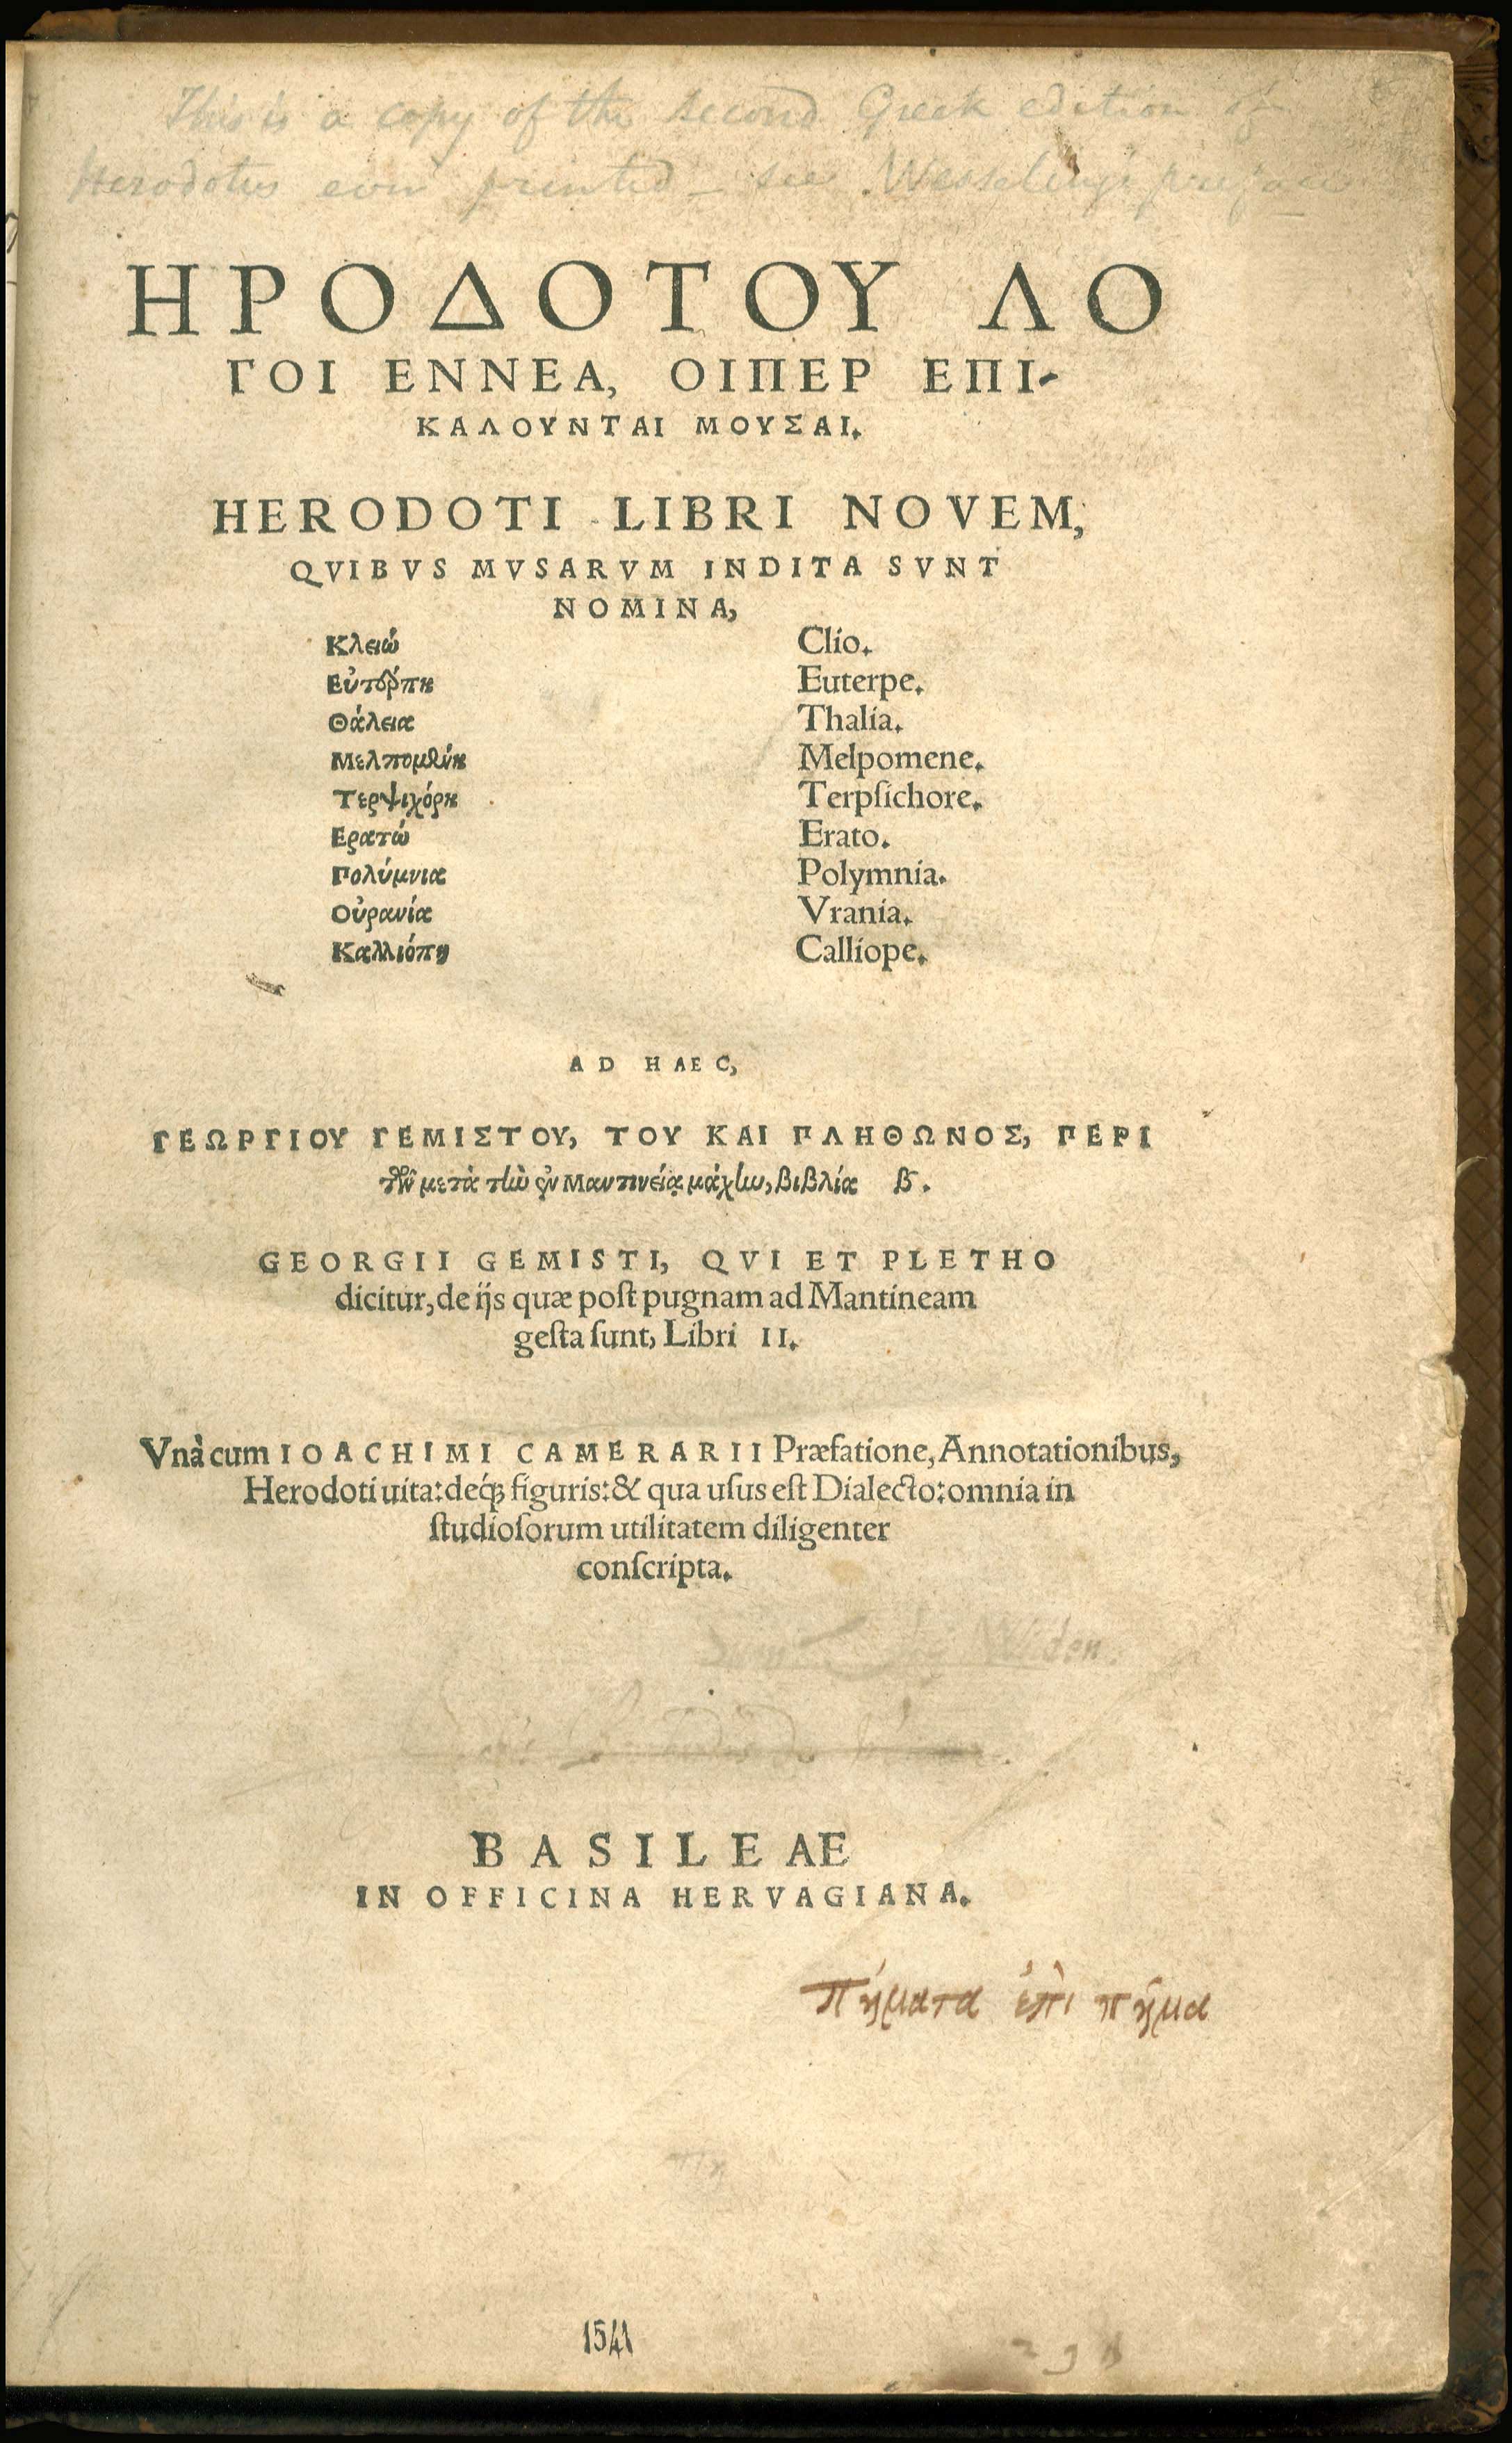 This is a copy of the second Greek edition of
Herodotus ever printed – see Wesseling's preface
ΗΡΟΔΟΤΟΥ ΛΟ
ΓΟΙ ΕΝΝΕΑ, ΟΙΠΕΡ ΕΠΙ-
ΚΑΛΟΥΝΤΑΙ ΜΟΥΣΑΙ.
HERODOTI LIBRI NOVEM,
QVIBVS MVSARVM INDITA SVNT
NOMINA,
Κλειώ Clio.
Εὐτέρπη Euterpe.
Θάλεια Thalia.
Μελπομένη Melpomene.
Τερψιχόρη Terpſichore.
Ερατώ Erato.
Πολύμνια Polymnia.
Οὐρανία Vrania.
Καλλιόπη Calliope.
AD HAEC,
ΓΕΩΡΓΙΟΥ ΓΕΜΙΣΤΟΥ, ΤΟΥ ΚΑΙ ΠΛΗΘΩΝΟΣ, ΠΕΡΙ
τῶν μετὰ τὴν ἐν Μαντινείᾳ μάχην, βιβλία β.
GEORGII GEMISTI, QVI ET PLETHO
dicitur, de ijs quæ poſt pugnam ad Mantineam
geſta ſunt, Libri II.
Vnà cum IOACHIMI CAMERARII Præfatione, Annotationibus,
Herodoti uita: deq́ꝫ figuris: & qua uſus eſt Dialecto: omnia in
ſtudioſorum utilitatem diligenter
conſcripta.
BASILEAE
IN OFFICINA HERVAGIANA.
πήματα ἐπὶ πῆμα
1541